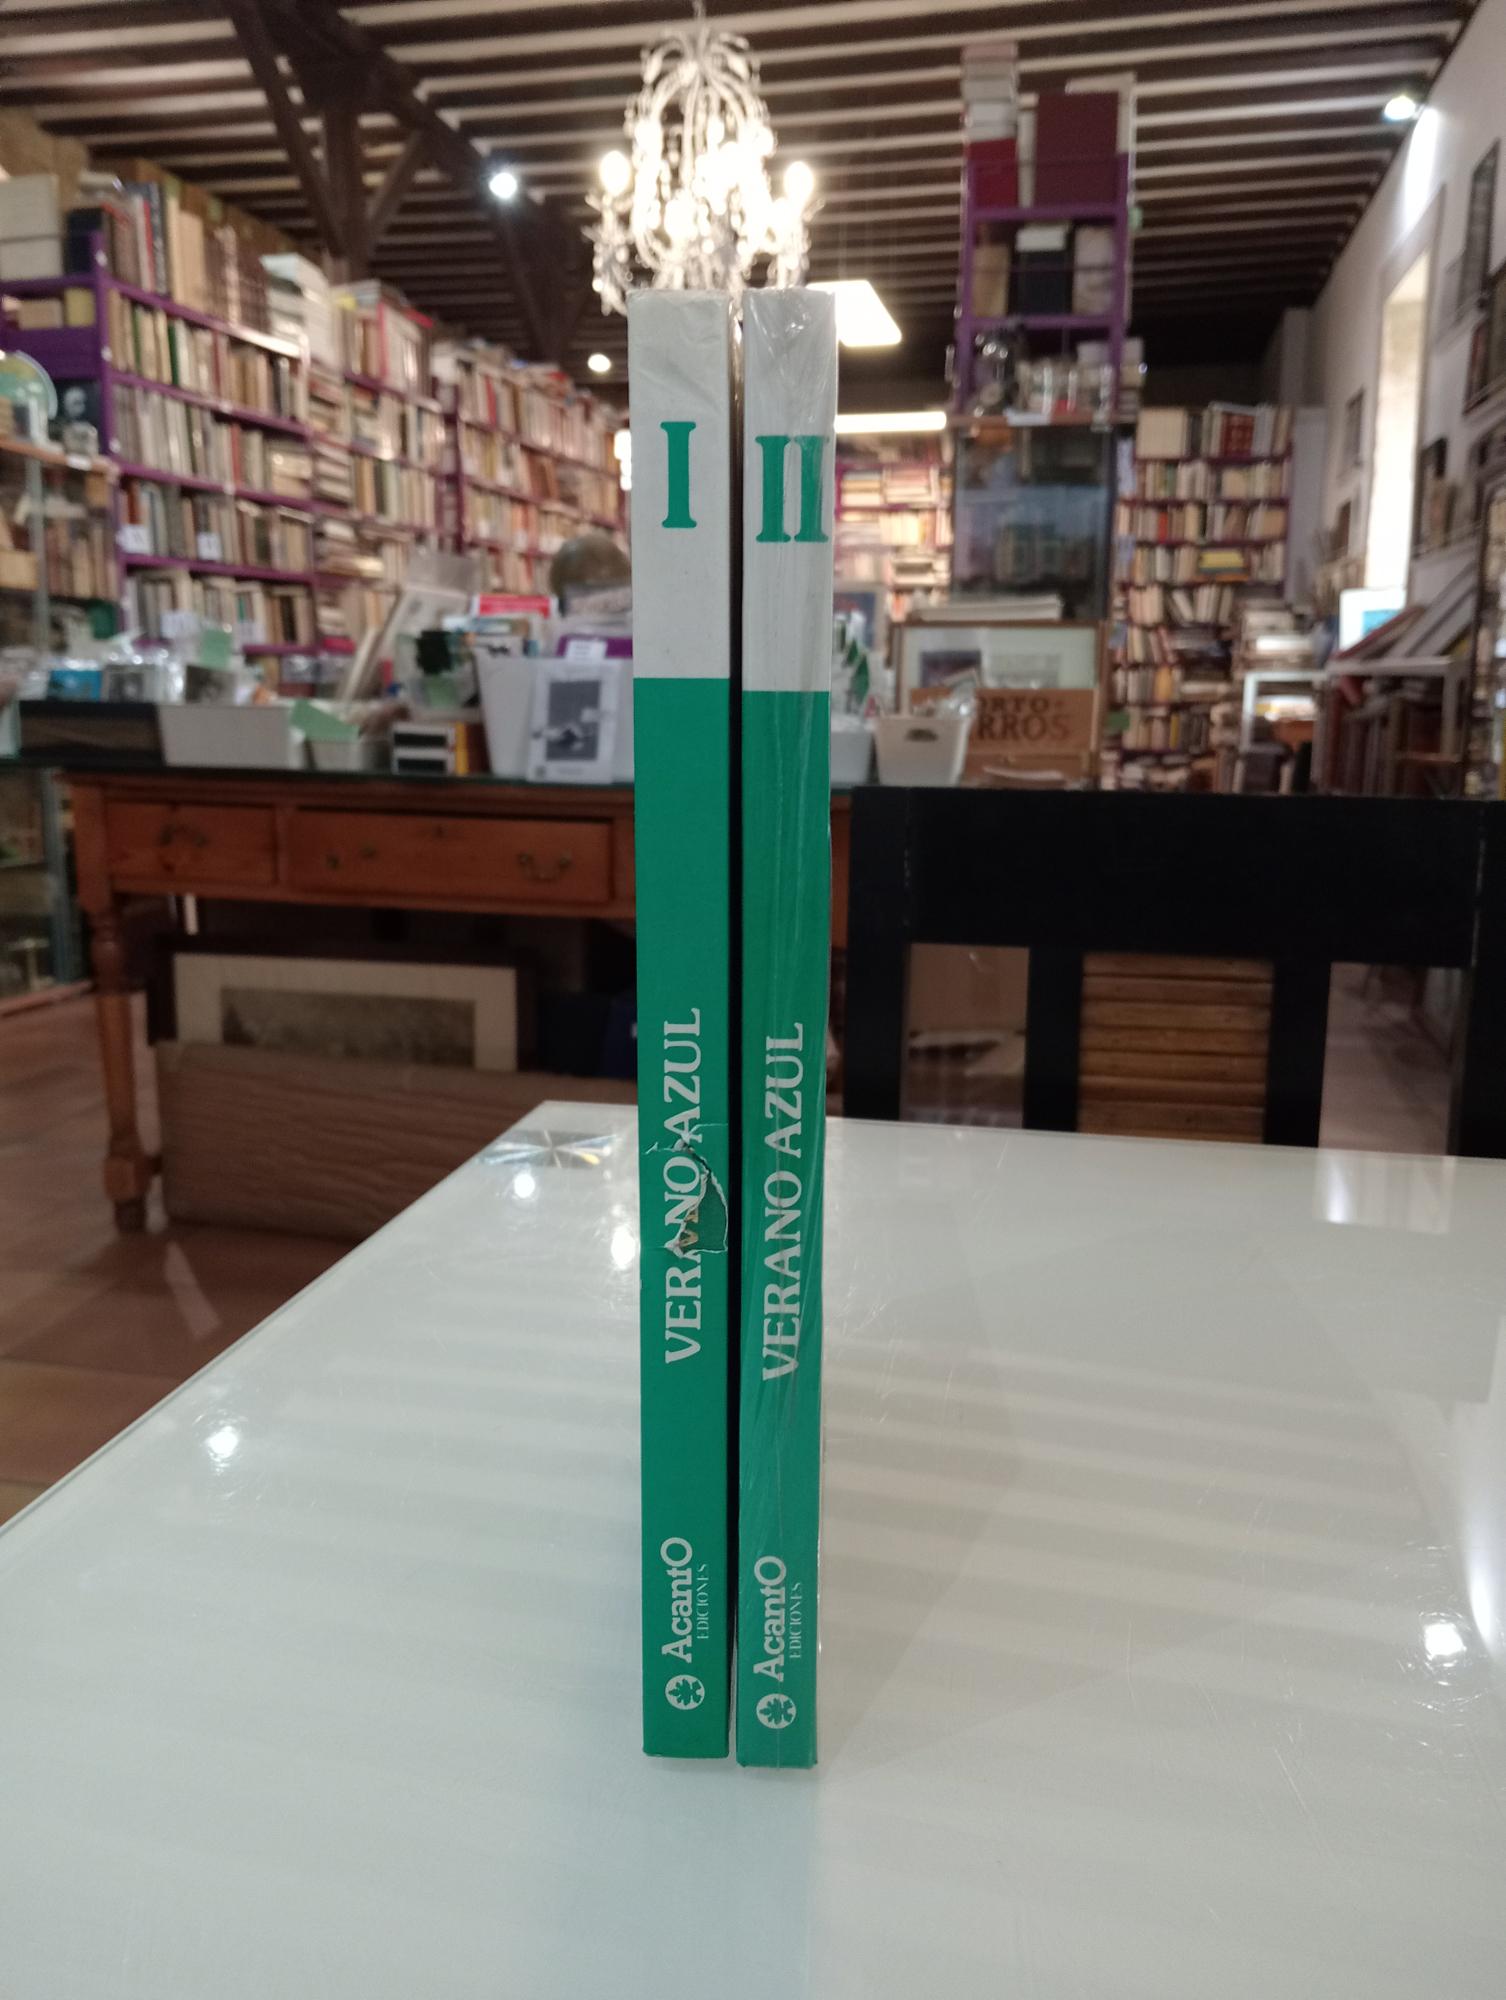 I
VERANO AZUL
AcantO
EDICIONES
II
VERANO AZUL
AcantO
EDICIONES